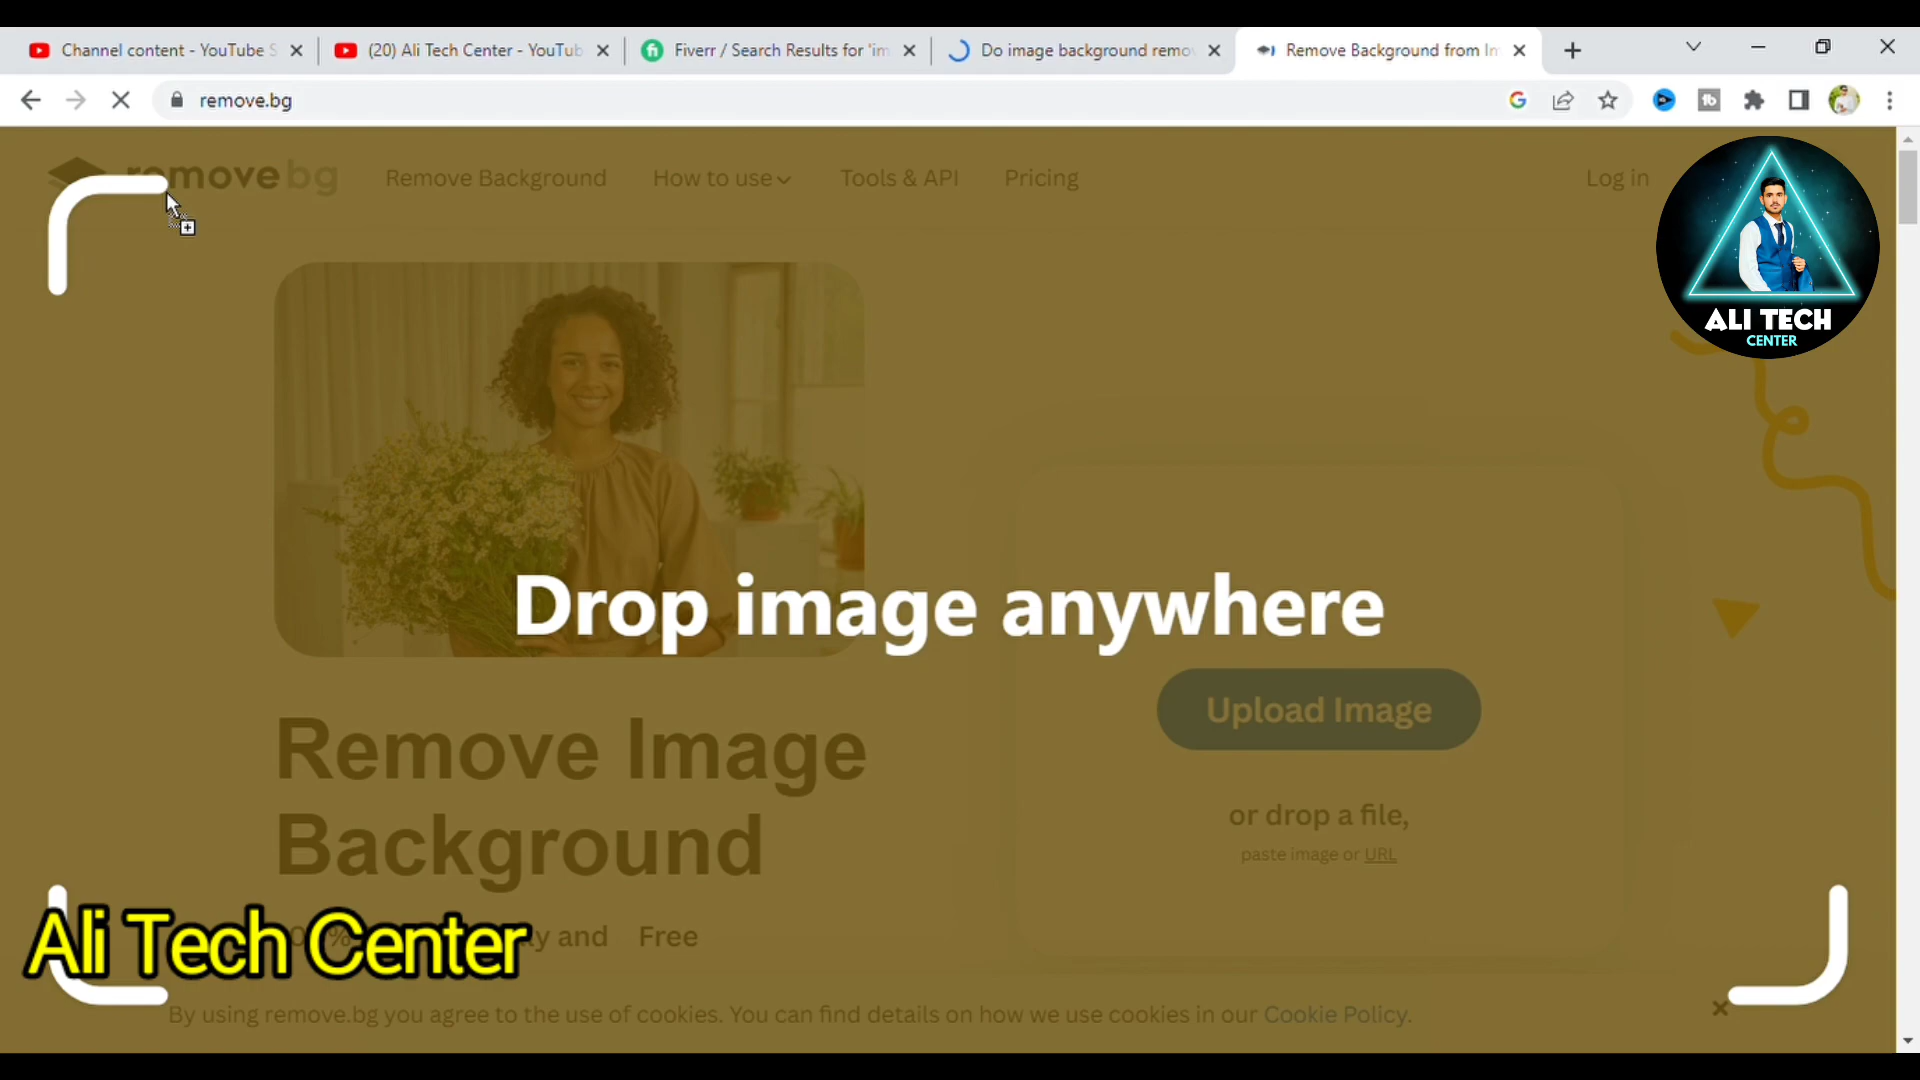 Channel content - YouTube S
(20) Ali Tech Center - YouTub
Fiverr / Search Results for 'im
Do image background remo
Remove Background from Im
remove.bg
remove bg
Remove Background
How to use
Tools & API
Pricing
Log in
ALI TECH
CENTER
Drop image anywhere
Upload Image
Remove Image
Background
or drop a file,
paste image or URL
Ali Tech Center
and Free
By using remove.bg you agree to the use of cookies. You can find details on how we use cookies in our Cookie Policy.